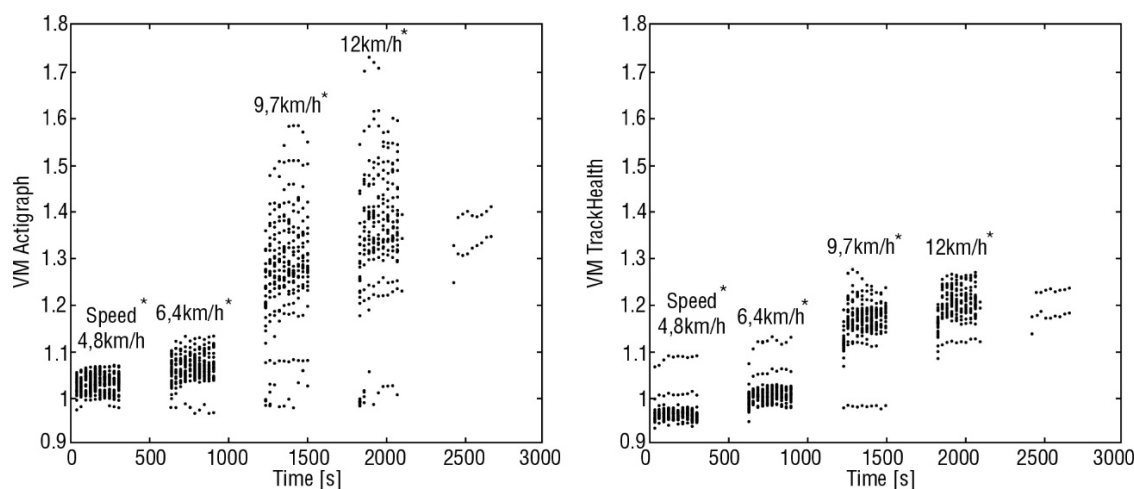 1.8
1.7
1.6
1.5
1.4
1.3
1.2
1.1
1
0.9
VM Actigraph
Speed*
4,8km/h
6,4km/h*
9,7km/h*
12km/h*
0
500
1000
1500
2000
2500
3000
Time [s]
1.8
1.7
1.6
1.5
1.4
1.3
1.2
1.1
1
0.9
VM TrackHealth
Speed*
4,8km/h
6,4km/h*
9,7km/h*
12km/h*
0
500
1000
1500
2000
2500
3000
Time [s]